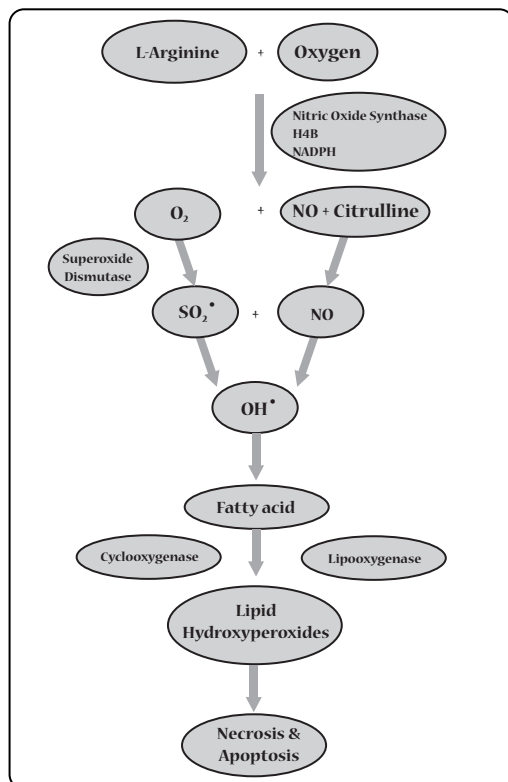 L-Arginine + Oxygen
Nitric Oxide Synthase
H4B
NADPH
O₂ + NO + Citrulline
Superoxide
Dismutase
SO₂• + NO
OH•
Fatty acid
Cyclooxygenase
Lipooxygenase
Lipid
Hydroxyperoxides
Necrosis &
Apoptosis